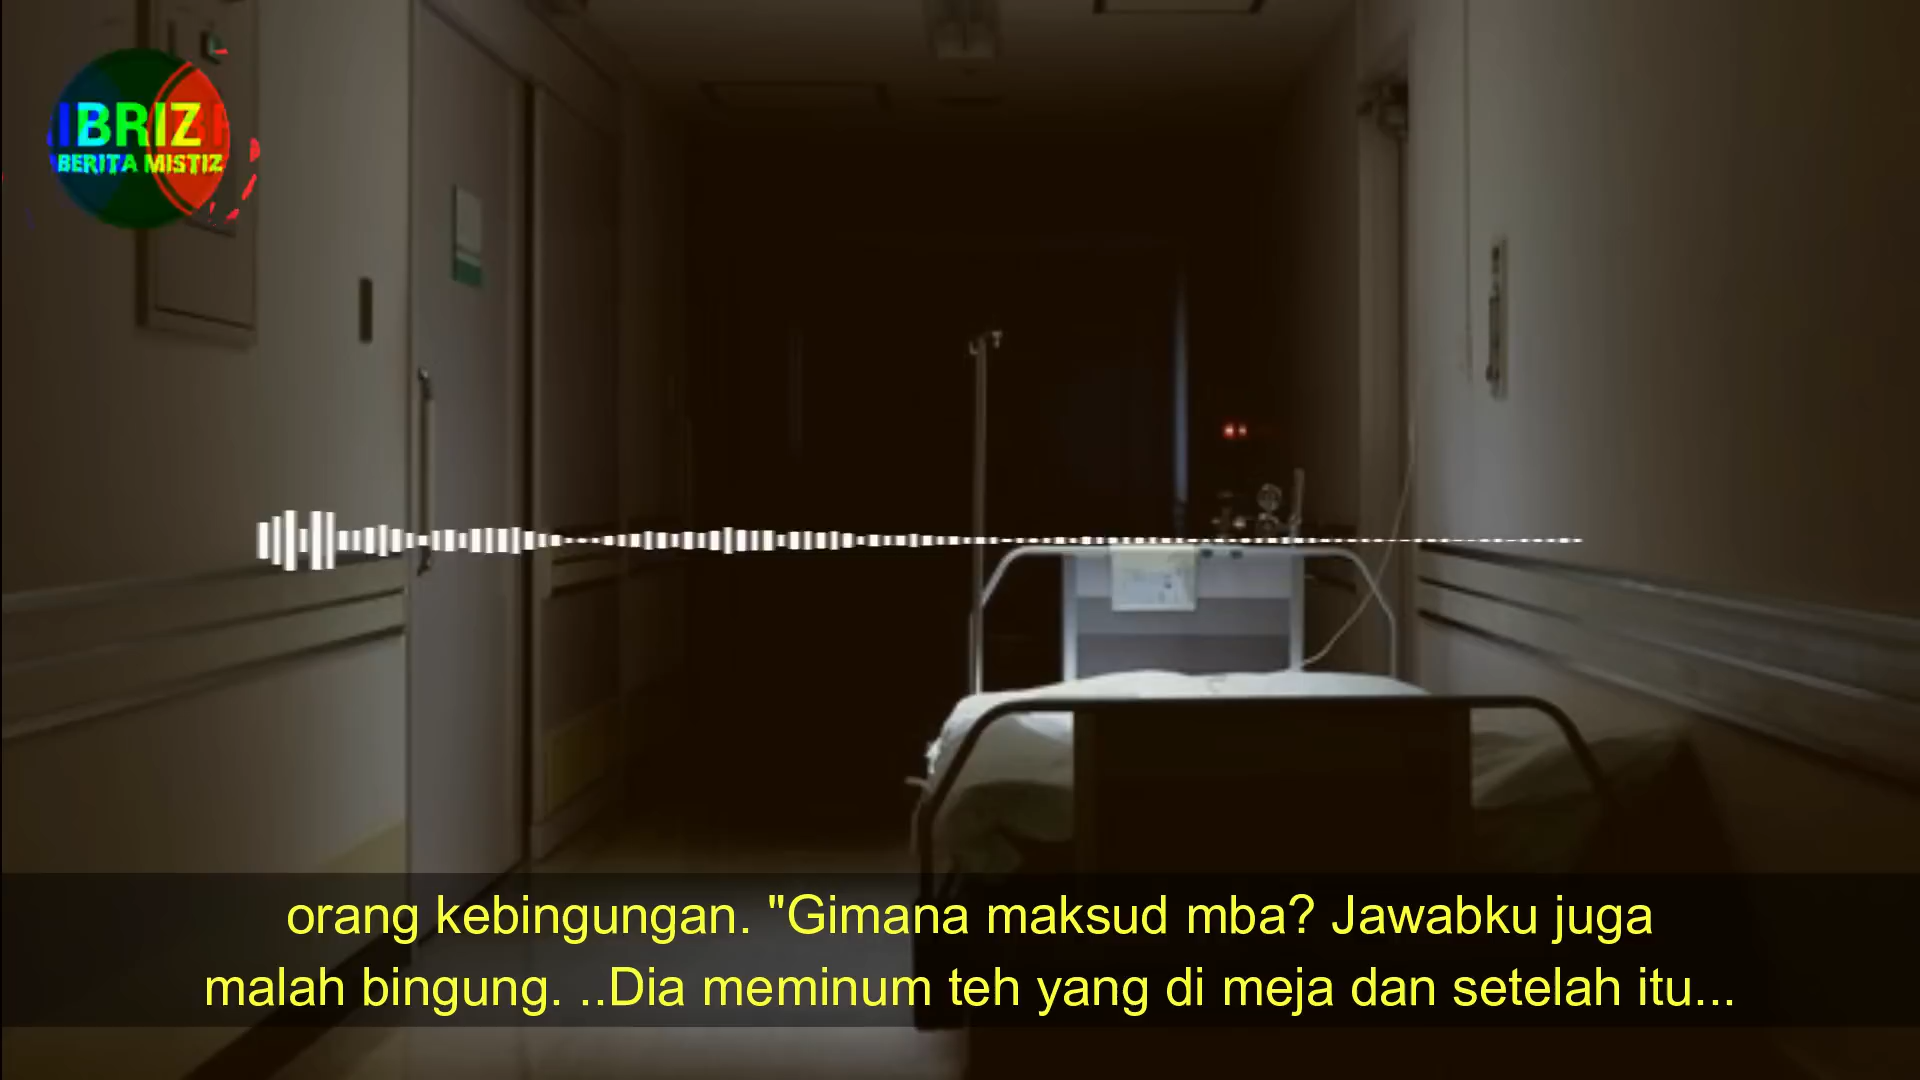 IBRIZ
BERITA MISTIZ
orang kebingungan. "Gimana maksud mba? Jawabku juga
malah bingung. ..Dia meminum teh yang di meja dan setelah itu...